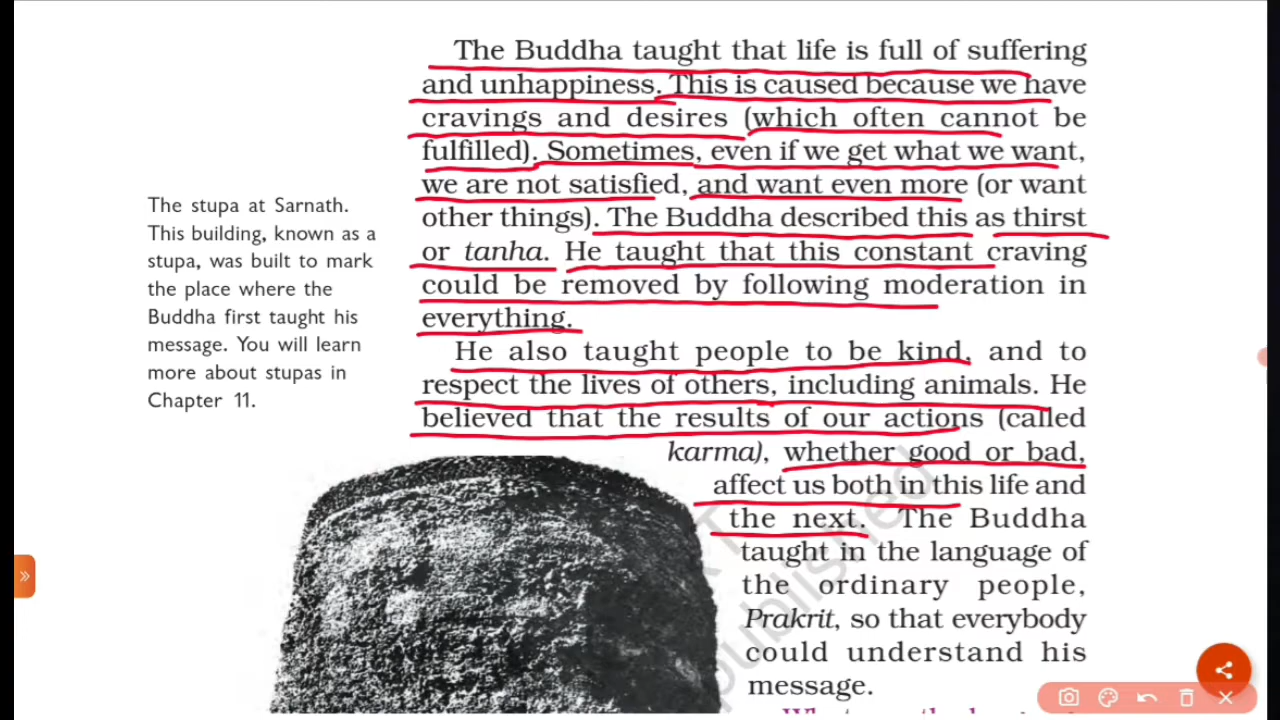 The Buddha taught that life is full of suffering
and unhappiness. This is caused because we have
cravings and desires (which often cannot be
fulfilled). Sometimes, even if we get what we want,
we are not satisfied, and want even more (or want
other things). The Buddha described this as thirst
or tanha. He taught that this constant craving
could be removed by following moderation in
everything.
He also taught people to be kind, and to
respect the lives of others, including animals. He
believed that the results of our actions (called
karma), whether good or bad,
affect us both in this life and
the next. The Buddha
taught in the language of
the ordinary people,
Prakrit, so that everybody
could understand his
message.
The stupa at Sarnath.
This building, known as a
stupa, was built to mark
the place where the
Buddha first taught his
message. You will learn
more about stupas in
Chapter 11.
published